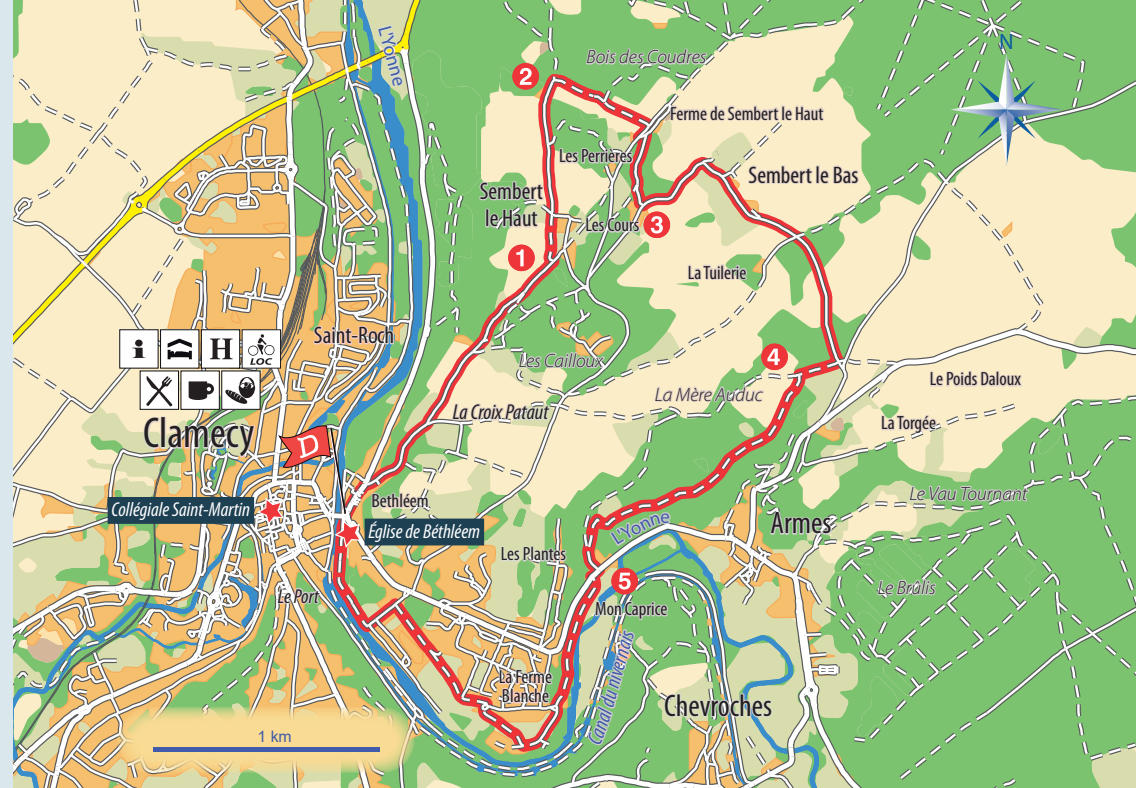 L'Yonne
N
Bois des Coudres
2
Ferme de Sembert le Haut
Les Perrières
Sembert le Bas
Sembert
le Haut
Les Cours
3
1
La Tuilerie
Saint-Roch
i
H
LOC
Les Cailloux
4
La Mère Auduc
Le Poids Daloux
La Croix Pataut
La Torgée
Clamecy
D
Bethléem
Le Vau Tournant
Collégiale Saint-Martin
Église de Béthléem
L'Yonne
Armes
Les Plantes
5
Le Brûlis
Le Port
Mon Caprice
La Ferme
Blanche
Canal du nivernais
Chevroches
1 km